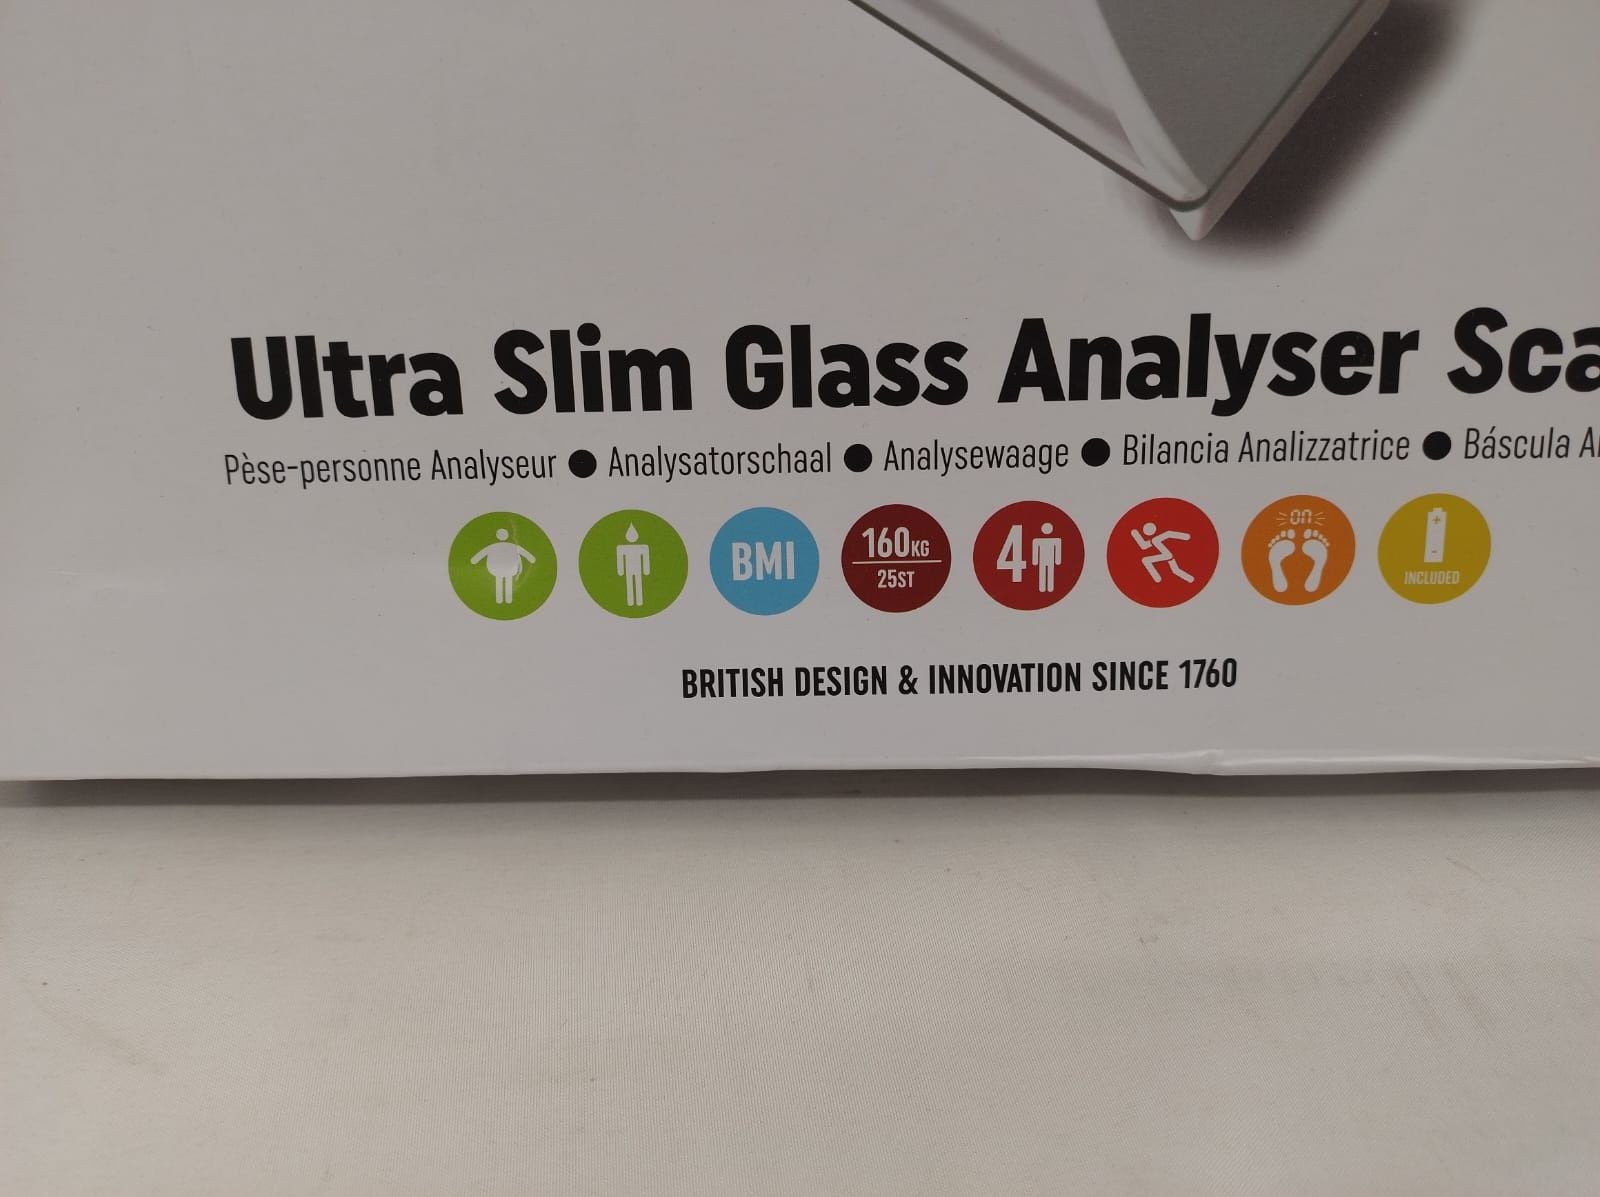 Ultra Slim Glass Analyser
Pèse-personne Analyseur ● Analysatorschaal ● Analysewaage ● Bilancia Analizzatrice ● Báscula
BMI
160KG
25ST
4
on
INCLUDED
BRITISH DESIGN & INNOVATION SINCE 1760